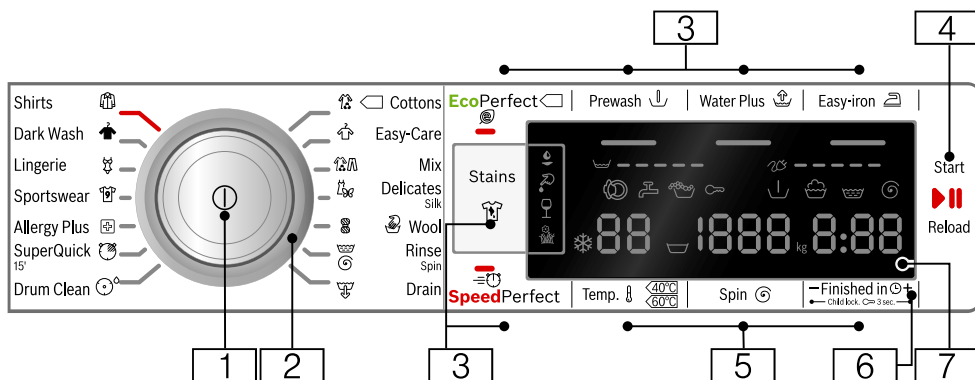 3
4
Shirts
Dark Wash
Lingerie
Sportswear
Allergy Plus
SuperQuick
15'
Drum Clean
Cottons
Easy-Care
Mix
Delicates
Silk
Wool
Rinse
Spin
Drain
EcoPerfect
Prewash
Water Plus
Easy-iron
Stains
88 1888 kg 8:88
Start
Reload
SpeedPerfect
Temp. 40°C
60°C
Spin
− Finished in +
Child lock. 3 sec.
1
2
3
5
6
7